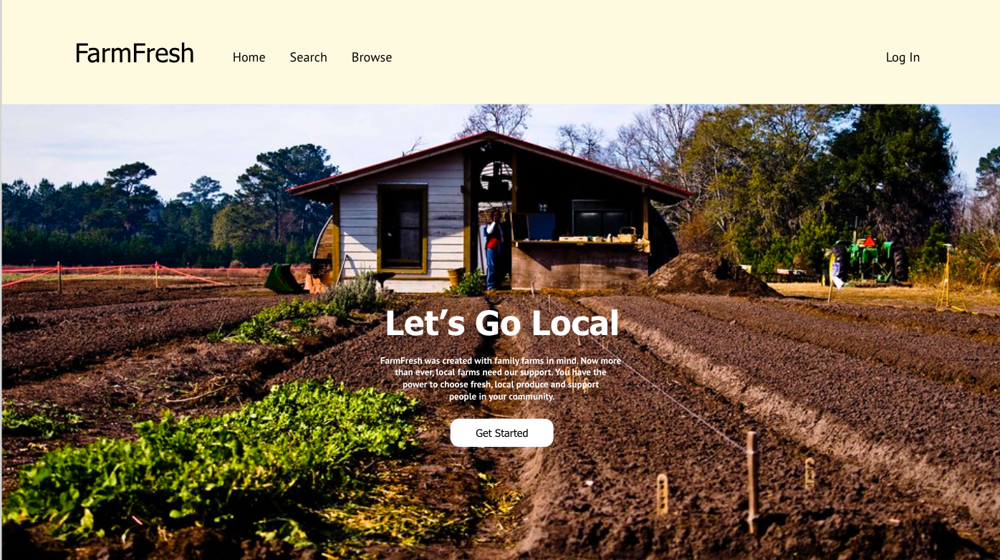 FarmFresh
Home Search Browse
Log In
Let’s Go Local
FarmFresh was created with family farms in mind. Now more
than ever, local farms need our support. You have the
power to choose fresh, local produce and support
people in your community.
Get Started